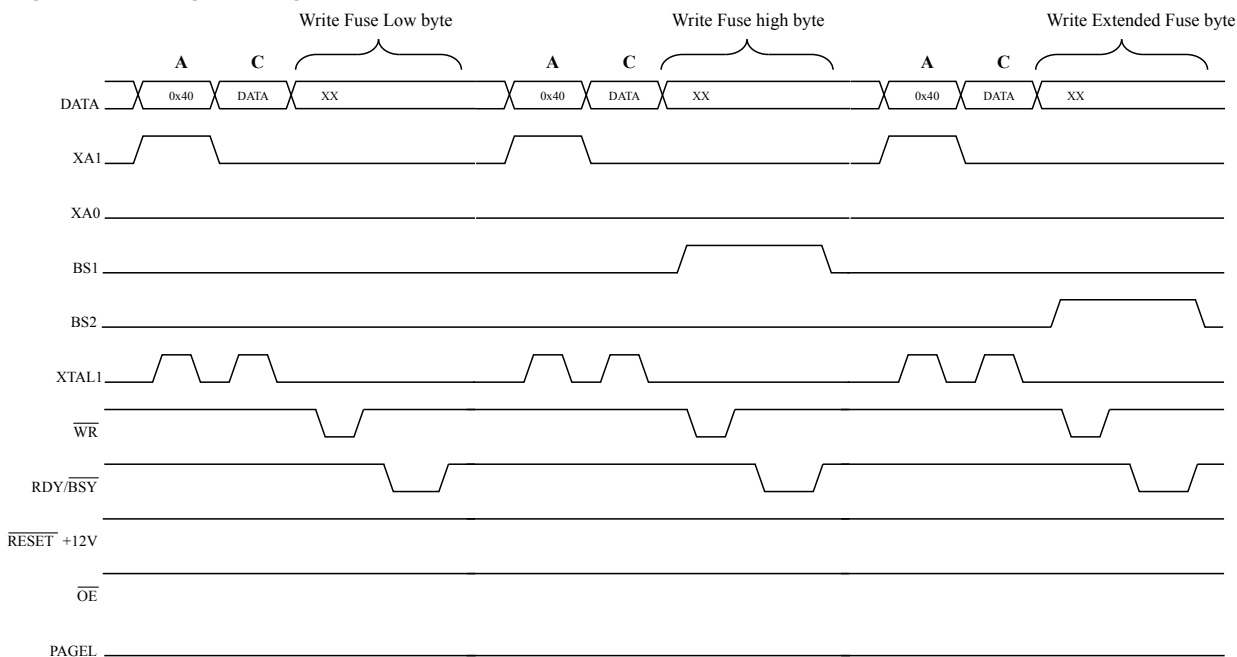 Write Fuse Low byte Write Fuse high byte Write Extended Fuse byte
A C A C A C
DATA 0x40 DATA XX 0x40 DATA XX 0x40 DATA XX
XA1
XA0
BS1
BS2
XTAL1
WR
RDY/BSY
RESET +12V
OE
PAGEL